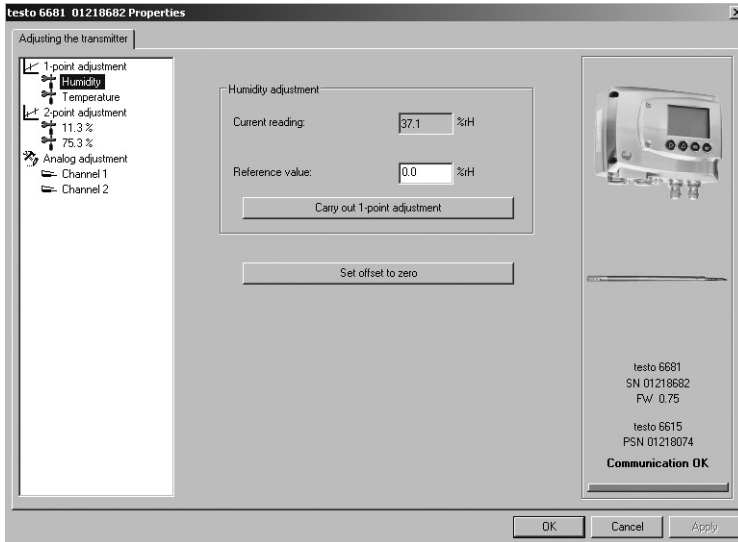 testo 6681 01218682 Properties
Adjusting the transmitter
1-point adjustment
Humidity
Temperature
2-point adjustment
11.3 %
75.3 %
Analog adjustment
Channel 1
Channel 2
Humidity adjustment
Current reading: 37.1 %rH
Reference value: 0.0 %rH
Carry out 1-point adjustment
Set offset to zero
testo 6681
SN 01218682
FW 0.75
testo 6615
PSN 01218074
Communication OK
OK Cancel Apply